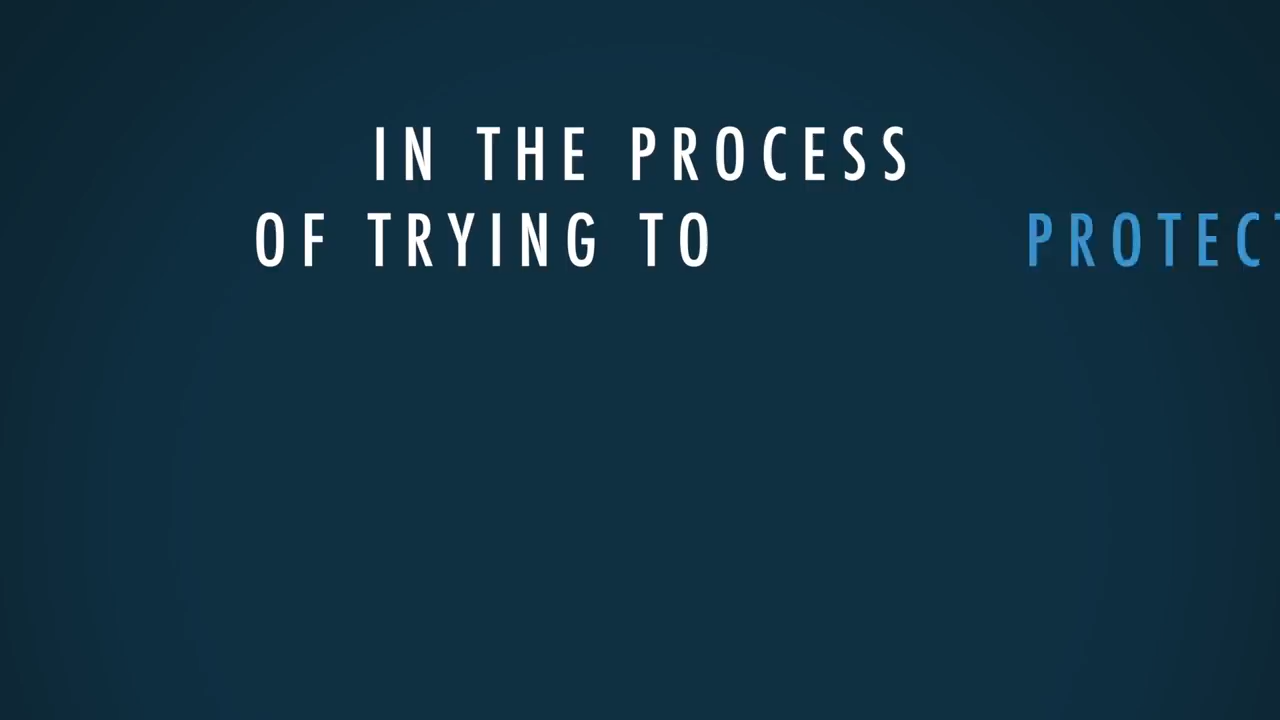 IN THE PROCESS
OF TRYING TO PROTECT